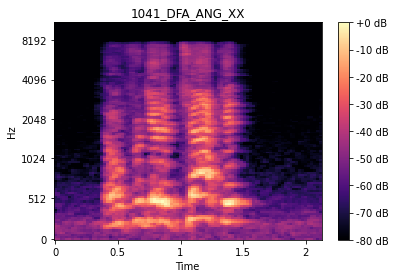 1041_DFA_ANG_XX
8192
4096
2048
1024
512
0
Hz
0
0.5
1
1.5
2
Time
+0 dB
-10 dB
-20 dB
-30 dB
-40 dB
-50 dB
-60 dB
-70 dB
-80 dB